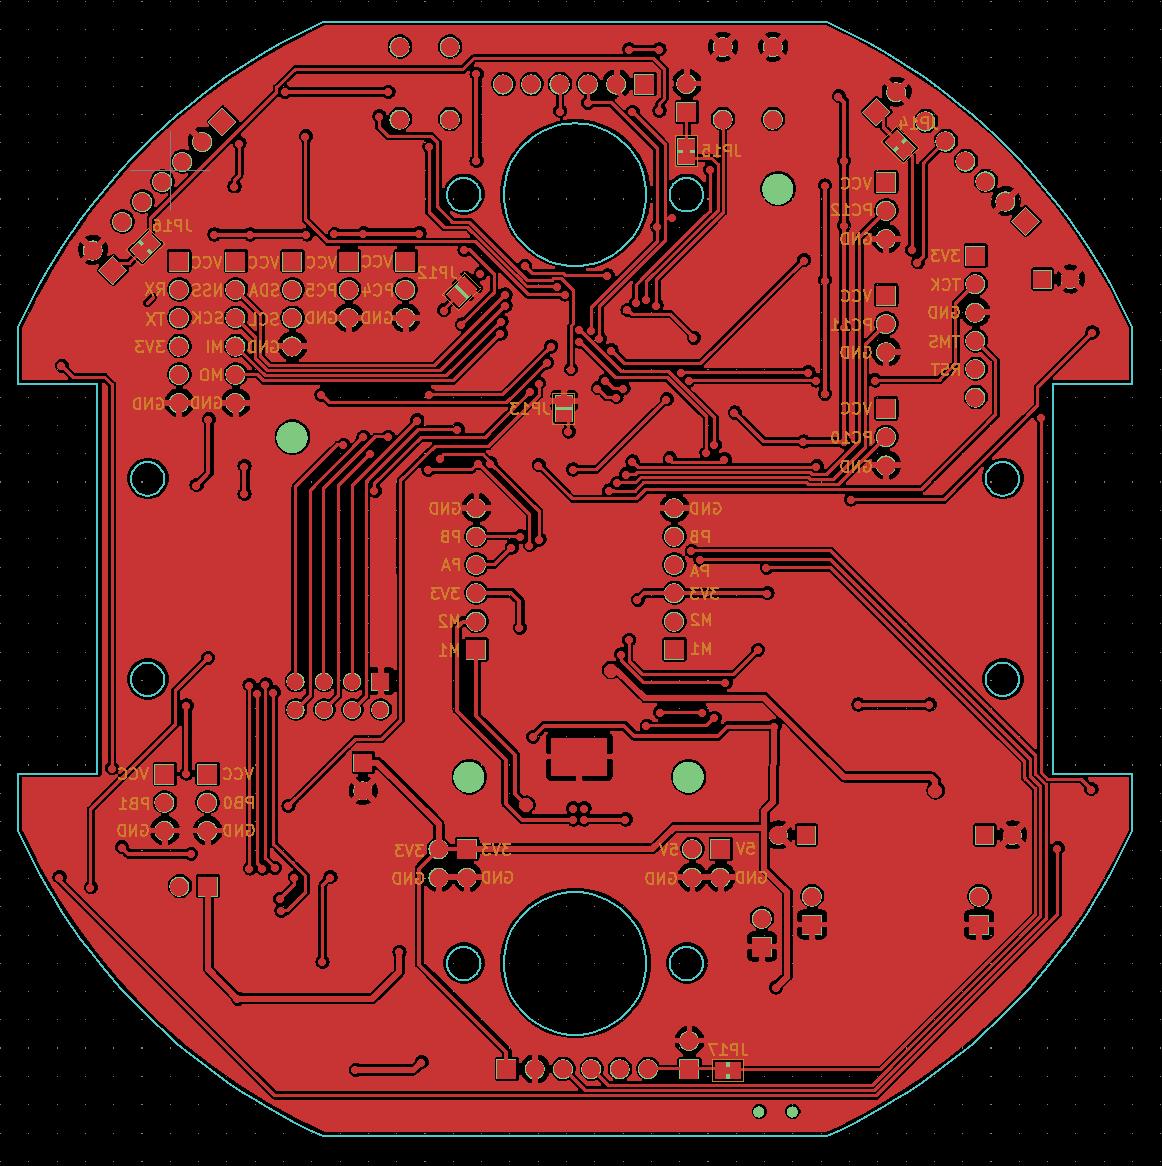 JP14
JP15
VCC
PC12
GND
JP16
3V3
TCK
GND
TMS
RST
VCC VCC VCC VCC VCC JP12
RX NSS SDA PC5 PC4
TX SCK SCL GND GND
3V3 MI GND
MO
GND GND
VCC
PC11
GND
JP13
VCC
PC10
GND
GND GND
PB PB
PA PA
3V3 3V3
M2 M2
M1 M1
VCC VCC
PB1 PB0
GND GND
3V3 3V3 5V 5V
GND GND GND GND
JP17